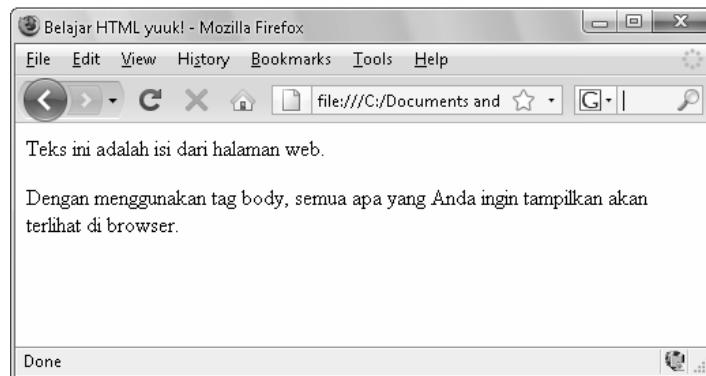 Belajar HTML yuuk! - Mozilla Firefox
File Edit View History Bookmarks Tools Help
file:///C:/Documents and G
Teks ini adalah isi dari halaman web.
Dengan menggunakan tag body, semua apa yang Anda ingin tampilkan akan
terlihat di browser.
Done